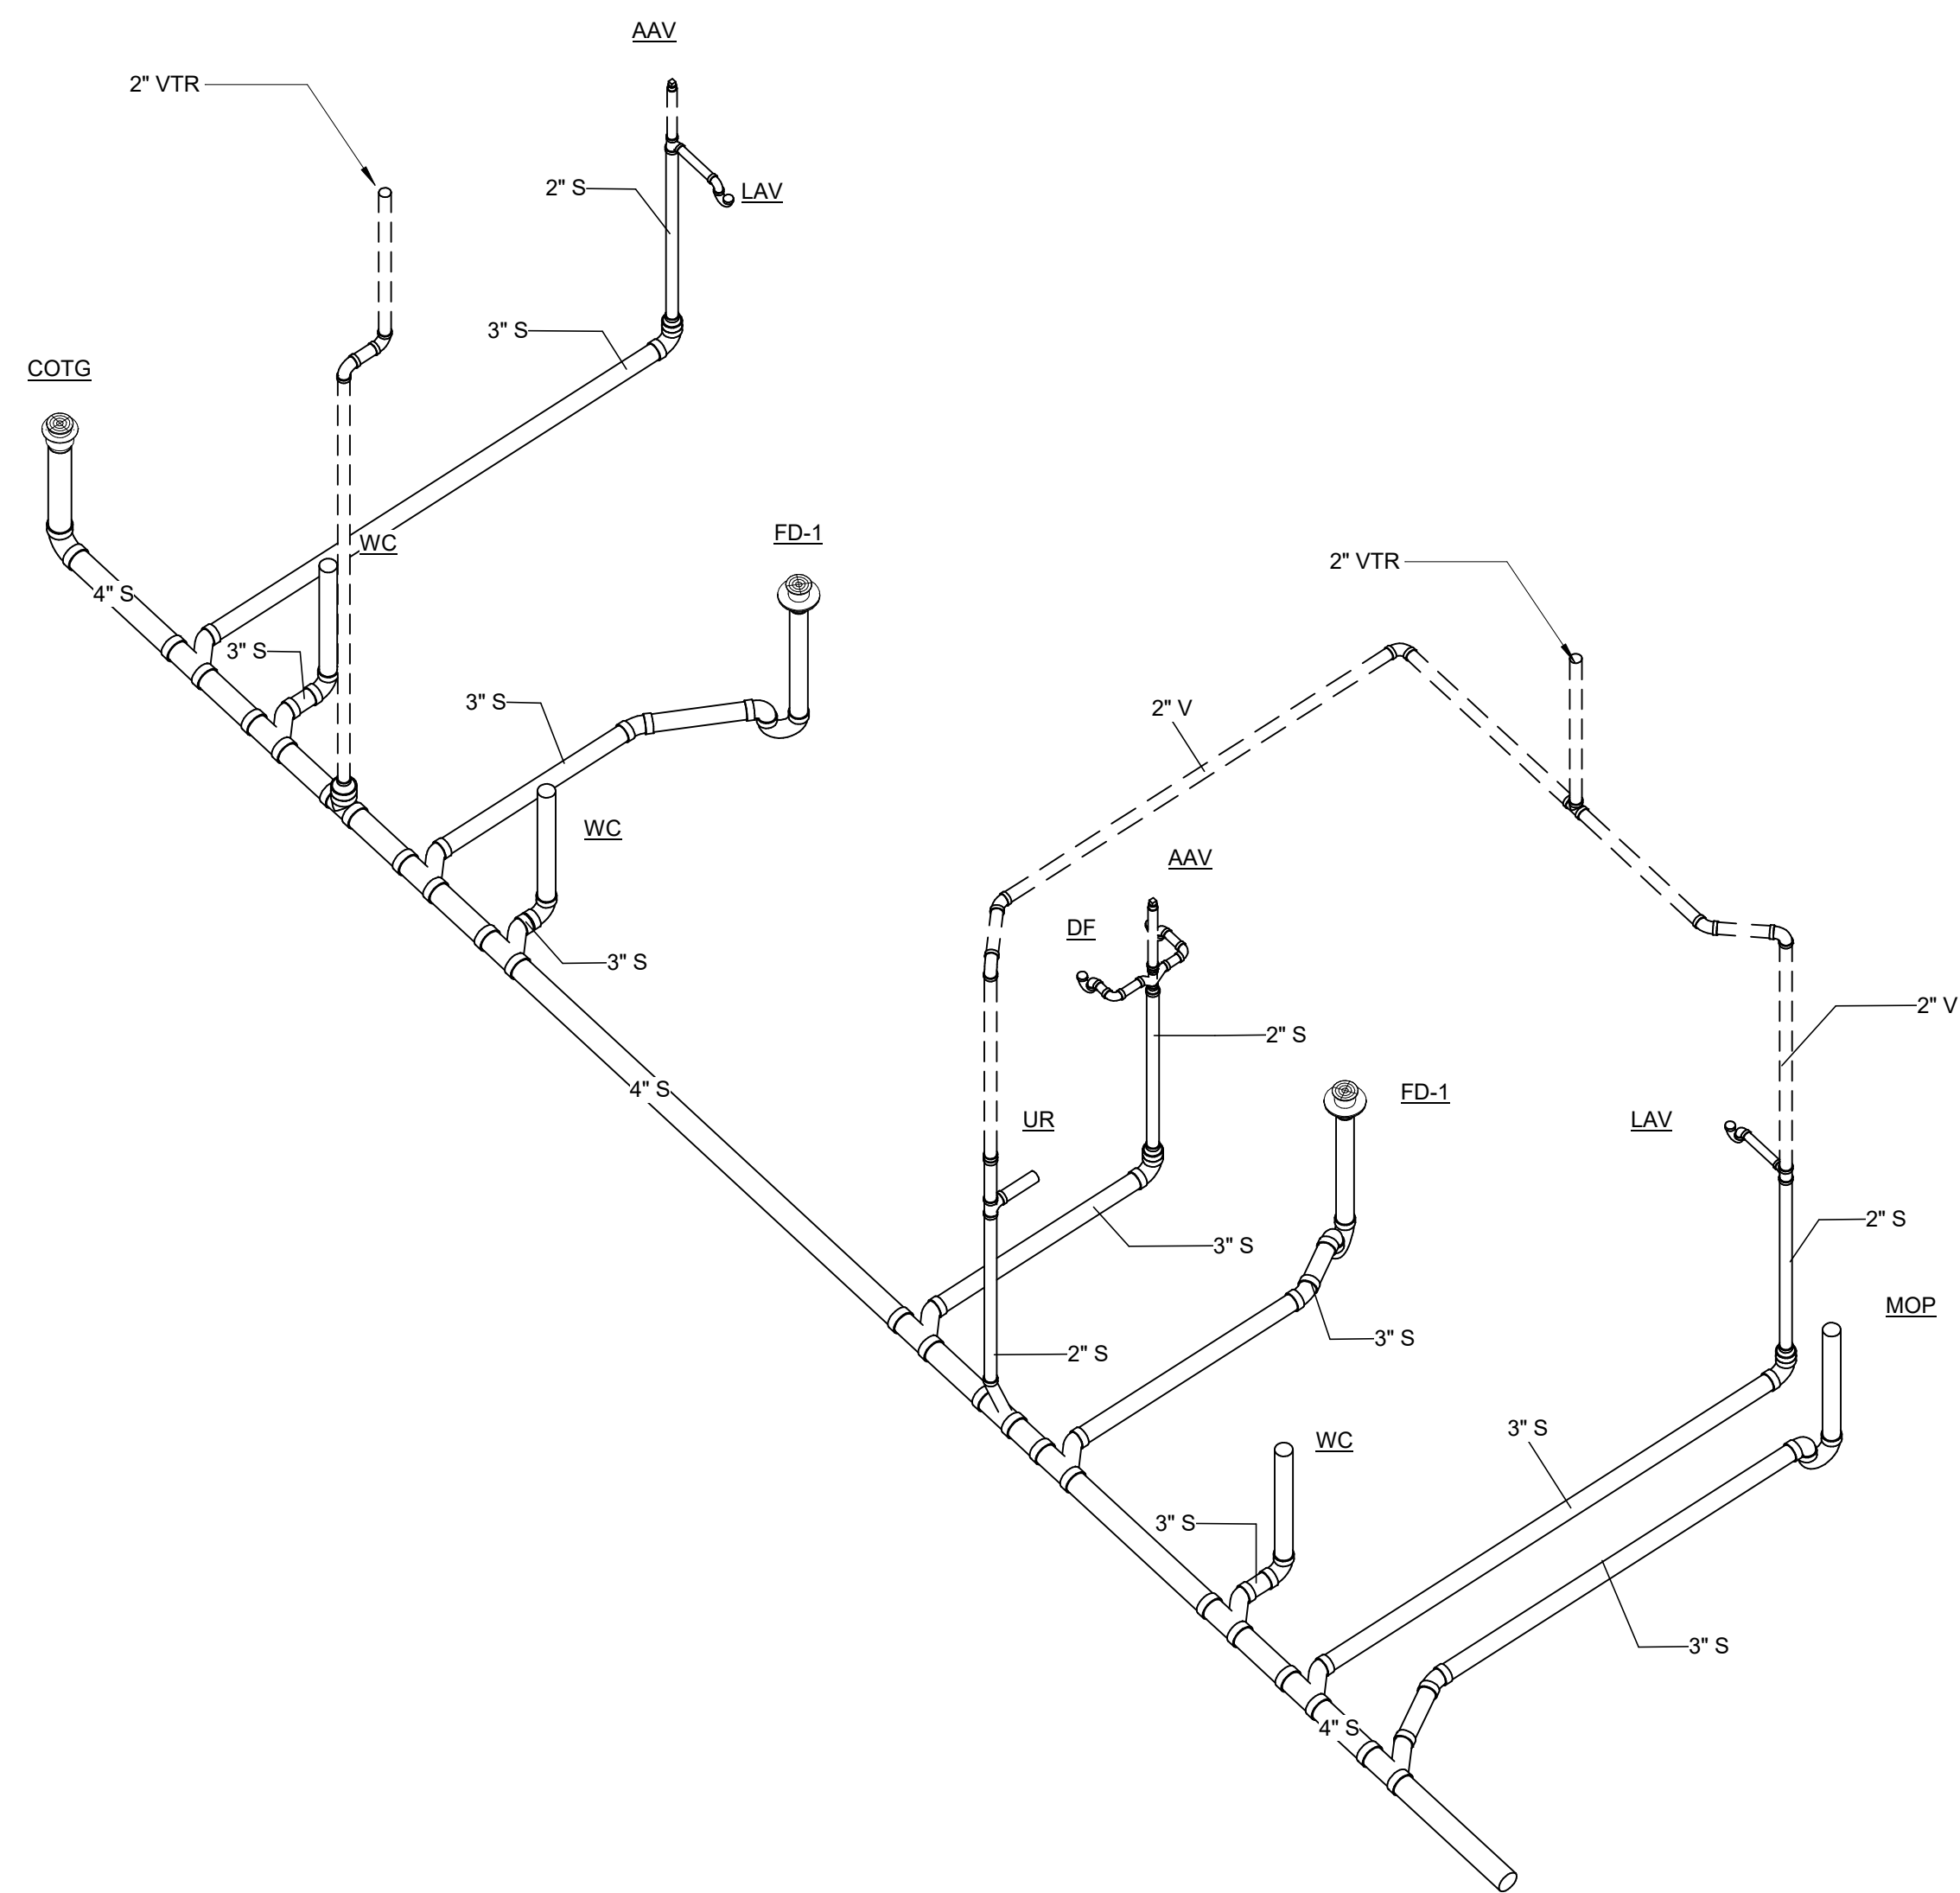 AAV
2" VTR
2" S
LAV
3" S
COTG
FD-1
WC
2" VTR
4" S
3" S
3" S
2" V
WC
AAV
DF
3" S
2" V
2" S
4" S
FD-1
UR
LAV
2" S
3" S
MOP
3" S
2" S
3" S
WC
3" S
3" S
4" S